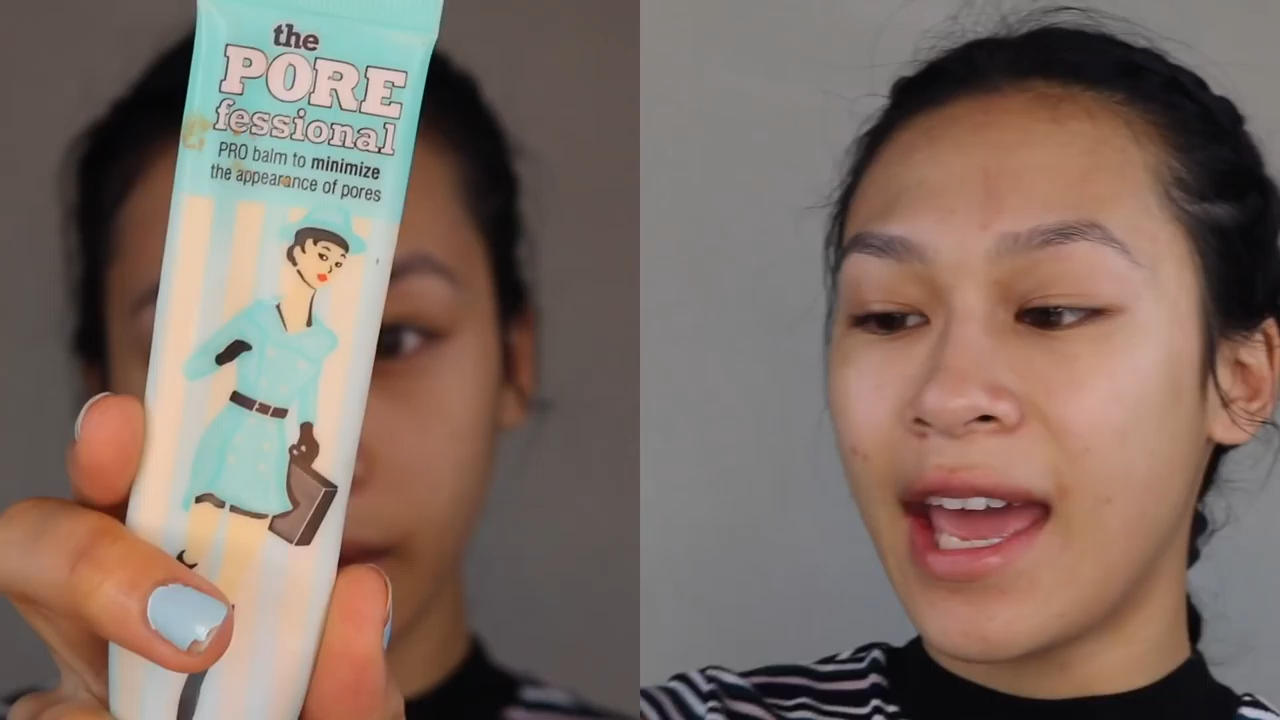 the
PORE
fessional
PRO balm to minimize
the appearance of pores